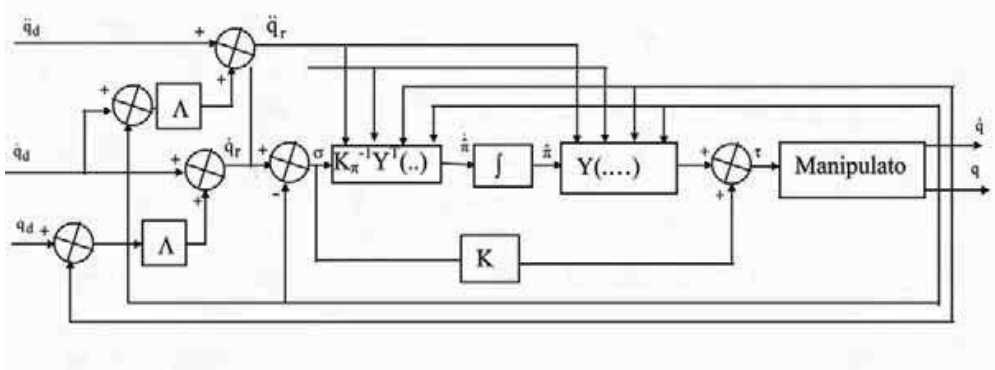 q̈d
+
q̈r
+
+
Λ
q̇d
+
q̇r
+
σ
Kπ⁻¹Yᵀ(..)
π̂̇
∫
π̂
Y(....)
+
τ
Manipulato
q̇
q
-
+
+
qd
+
Λ
K